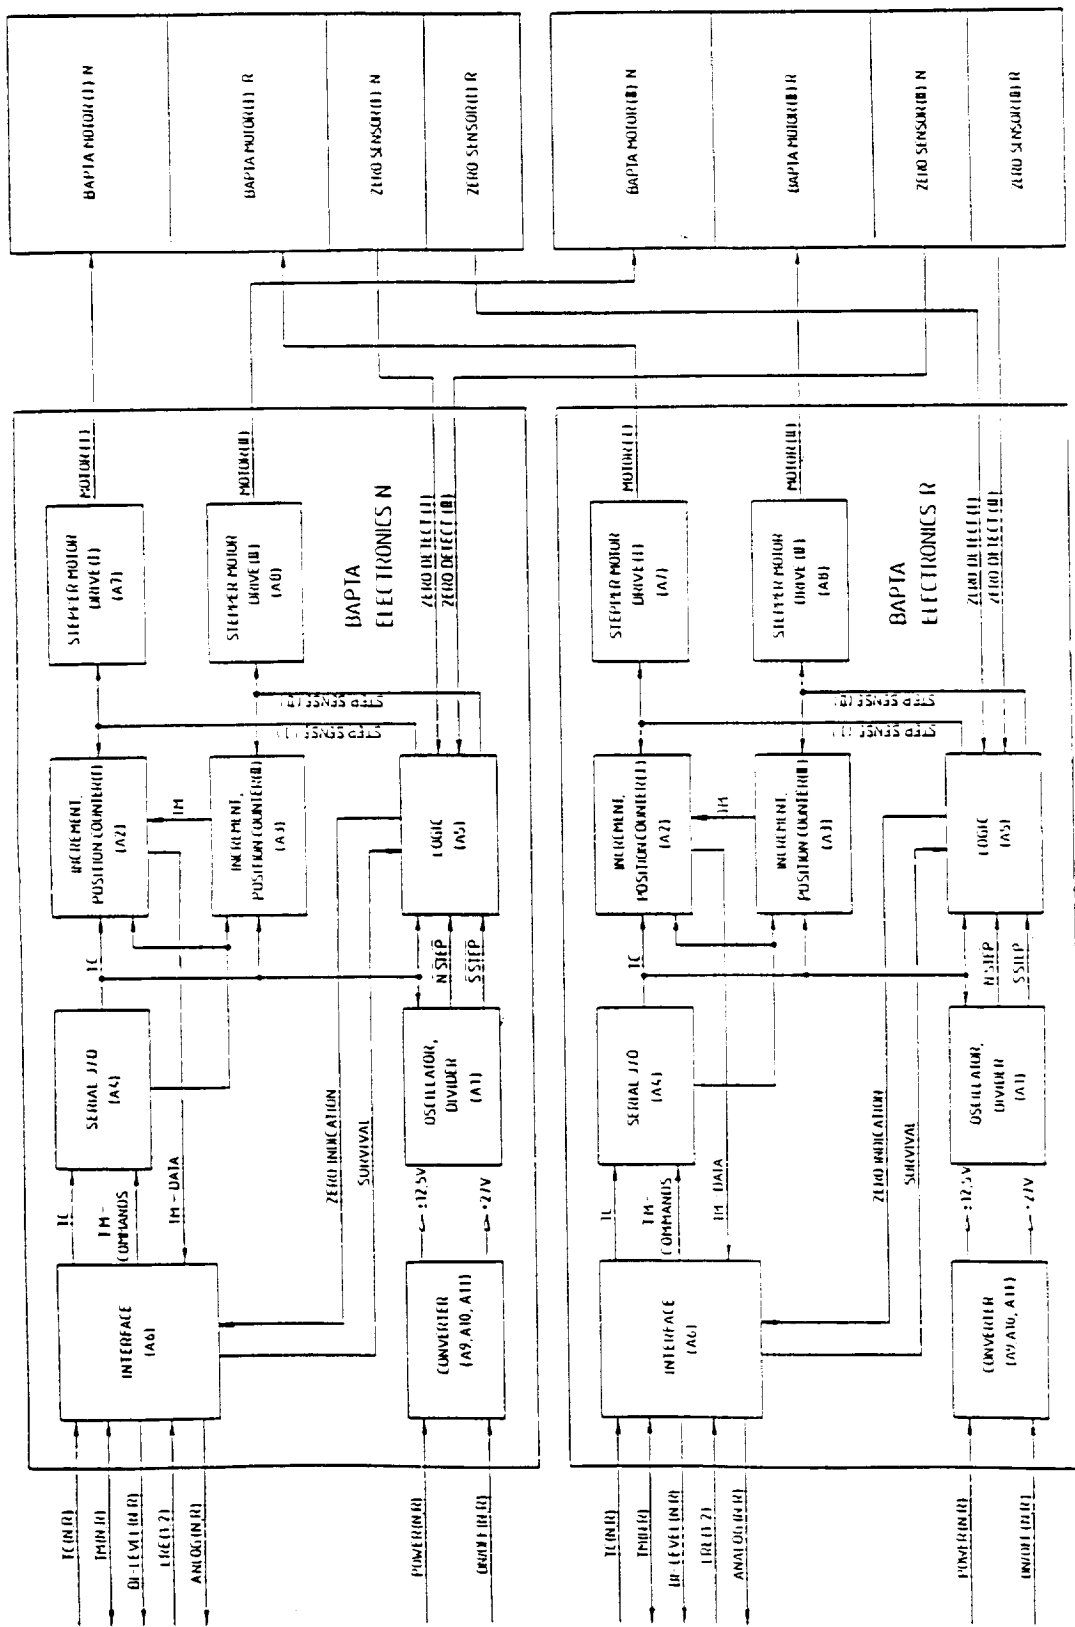 BAPTA MOTOR(I) N
BAPTA MOTOR(I) R
ZERO SENSOR(I) N
ZERO SENSOR(I) R
BAPTA MOTOR(II) N
BAPTA MOTOR(II) R
ZERO SENSOR(II) N
ZERO SENSOR(II) R
MOTOR(I)
MOTOR(II)
ZERO DETECT(I)
ZERO DETECT(II)
STEPPER MOTOR
DRIVE(I)
(A7)
STEPPER MOTOR
DRIVE(II)
(A8)
BAPTA
ELECTRONICS N
STEP SENSE(I)
STEP SENSE(II)
INCREMENT.
POSITION COUNTER(I)
(A2)
TM
INCREMENT.
POSITION COUNTER(II)
(A3)
LOGIC
(A5)
TC
N STEP
S STEP
SERIAL I/O
(A4)
OSCILLATOR,
DIVIDER
(A1)
TC
TM -
COMMANDS
TM - DATA
ZERO INDICATION
SURVIVAL
±12,5V
+27V
INTERFACE
(A6)
CONVERTER
(A9, A10, A11)
TC(N,R)
TM(N,R)
BI-LEVEL(N,R)
LRE(1,2)
ANALOG(N,R)
POWER(N,R)
ON/OFF(N,R)
MOTOR(I)
MOTOR(II)
ZERO DETECT(I)
ZERO DETECT(II)
STEPPER MOTOR
DRIVE(I)
(A7)
STEPPER MOTOR
DRIVE(II)
(A8)
BAPTA
ELECTRONICS R
STEP SENSE(I)
STEP SENSE(II)
INCREMENT.
POSITION COUNTER(I)
(A2)
TM
INCREMENT.
POSITION COUNTER(II)
(A3)
LOGIC
(A5)
TC
N STEP
S STEP
SERIAL I/O
(A4)
OSCILLATOR,
DIVIDER
(A1)
TC
TM -
COMMANDS
TM - DATA
ZERO INDICATION
SURVIVAL
±12,5V
+27V
INTERFACE
(A6)
CONVERTER
(A9, A10, A11)
TC(N,R)
TM(N,R)
BI-LEVEL(N,R)
LRE(1,2)
ANALOG(N,R)
POWER(N,R)
ON/OFF(N,R)